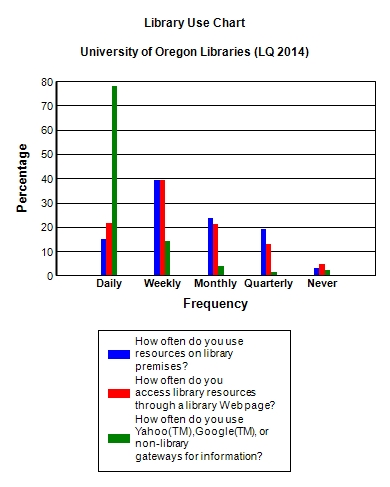 Library Use Chart
University of Oregon Libraries (LQ 2014)
Percentage
80
70
60
50
40
30
20
10
0
Daily Weekly Monthly Quarterly Never
Frequency
How often do you use
resources on library
premises?
How often do you
access library resources
through a library Web page?
How often do you use
Yahoo(TM),Google(TM), or
non-library
gateways for information?